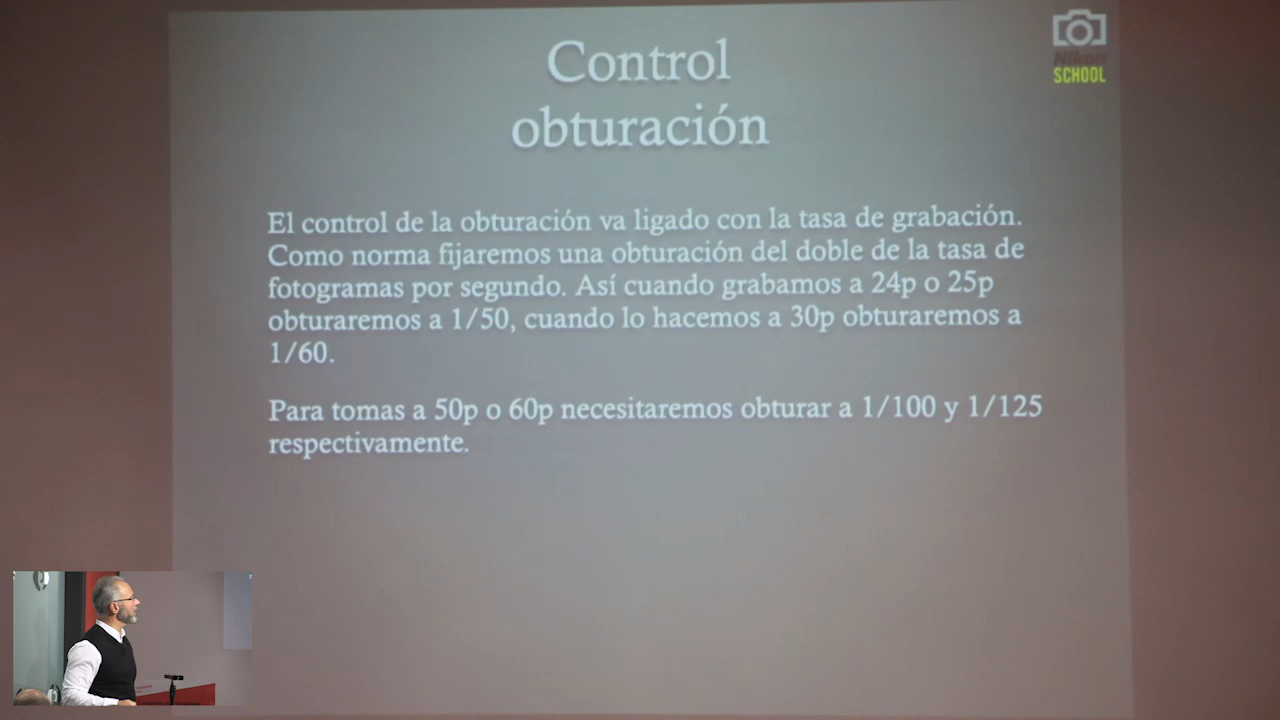 Control
obturación
Nikon
SCHOOL
El control de la obturación va ligado con la tasa de grabación.
Como norma fijaremos una obturación del doble de la tasa de
fotogramas por segundo. Así cuando grabamos a 24p o 25p
obturaremos a 1/50, cuando lo hacemos a 30p obturaremos a
1/60.
Para tomas a 50p o 60p necesitaremos obturar a 1/100 y 1/125
respectivamente.